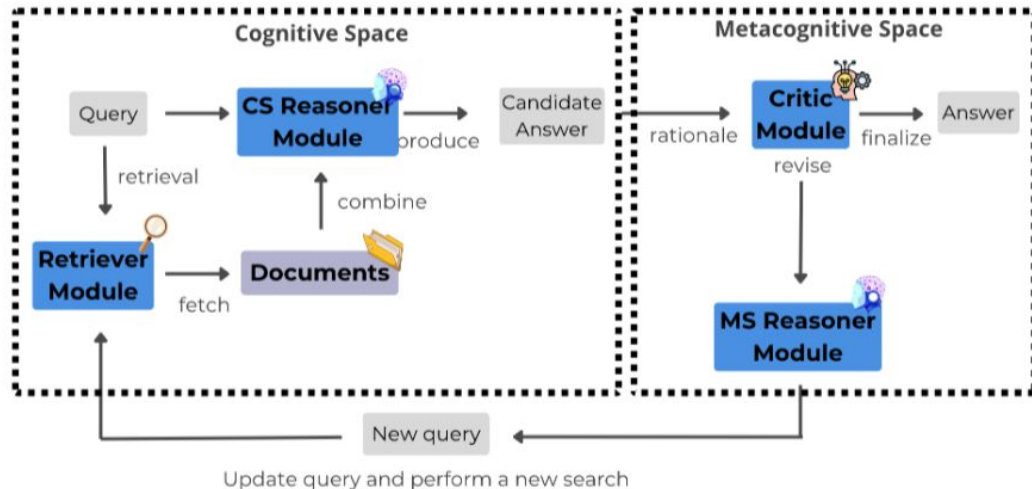 Cognitive Space
Metacognitive Space
Query
CS Reasoner
Module
produce
Candidate
Answer
rationale
Critic
Module
finalize
Answer
revise
retrieval
combine
Retriever
Module
fetch
Documents
MS Reasoner
Module
New query
Update query and perform a new search